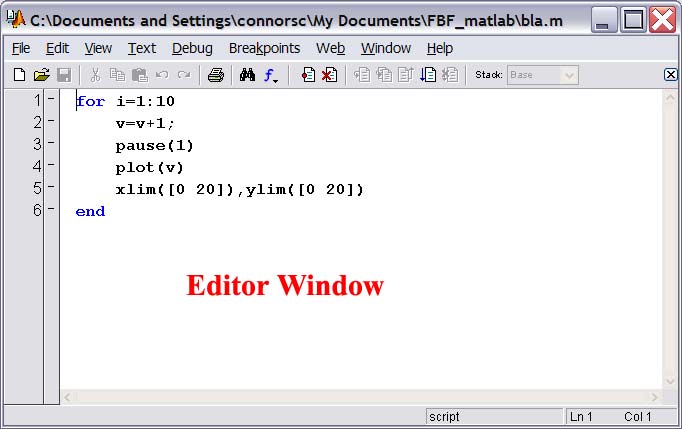 C:\Documents and Settings\connorsc\My Documents\FBF_matlab\bla.m
File Edit View Text Debug Breakpoints Web Window Help
Stack: Base
1 - for i=1:10
2 - v=v+1;
3 - pause(1)
4 - plot(v)
5 - xlim([0 20]),ylim([0 20])
6 - end
Editor Window
script Ln 1 Col 1